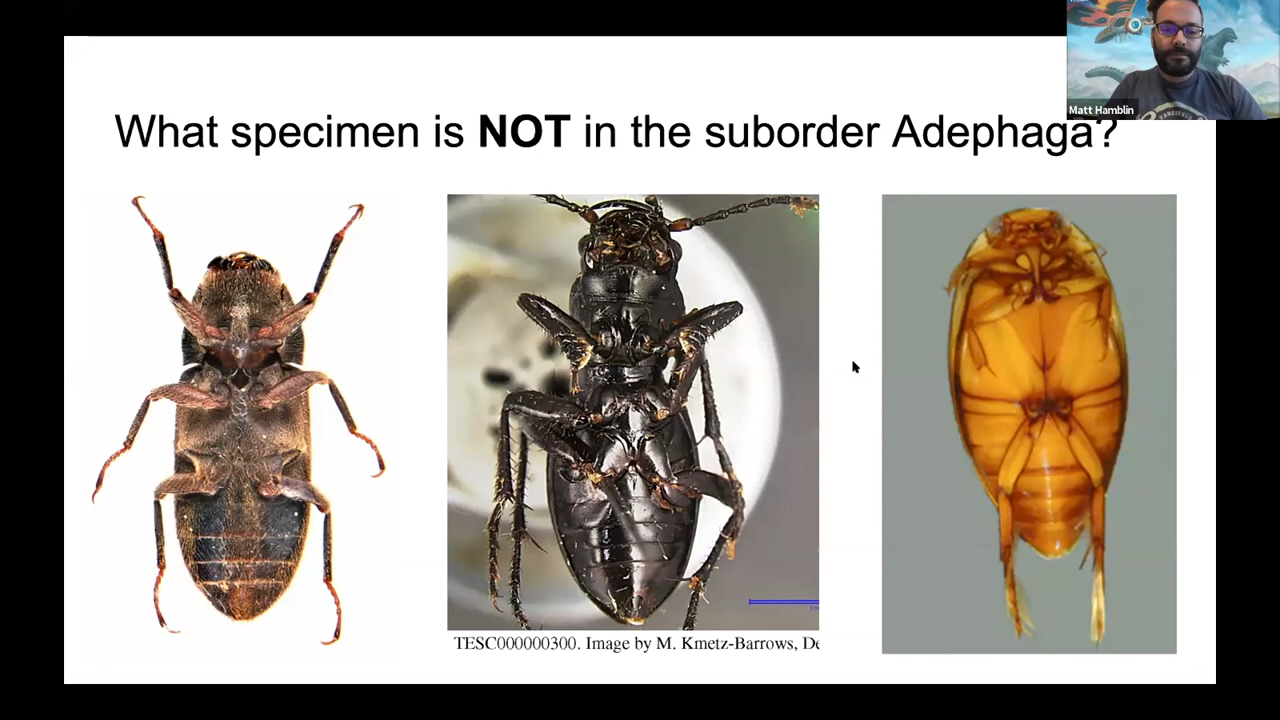 What specimen is NOT in the suborder Adephaga?
Matt Hamblin
TESC000000300. Image by M. Kmetz-Barrows, De